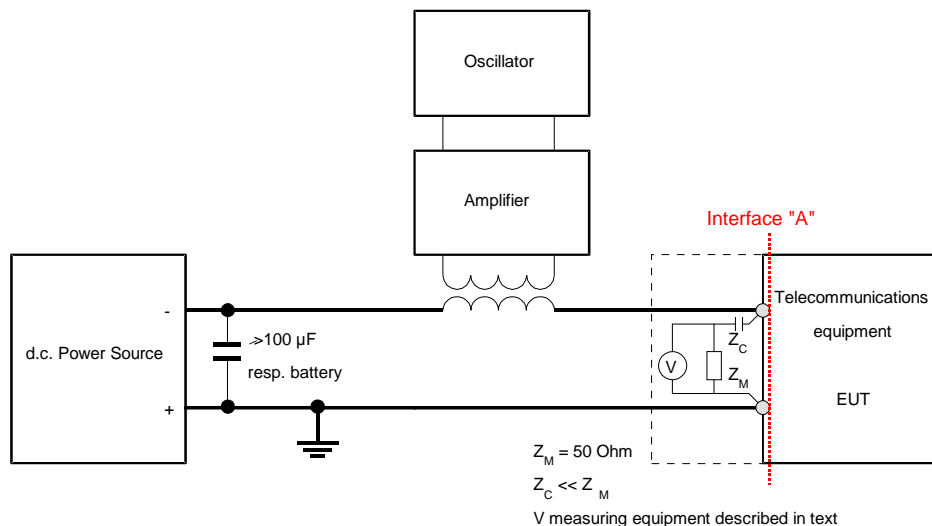 Oscillator
Amplifier
Interface "A"
Telecommunications
equipment
EUT
d.c. Power Source
-
+
>100 µF
resp. battery
Z C
V
Z M
Z M = 50 Ohm
Z C << Z M
V measuring equipment described in text